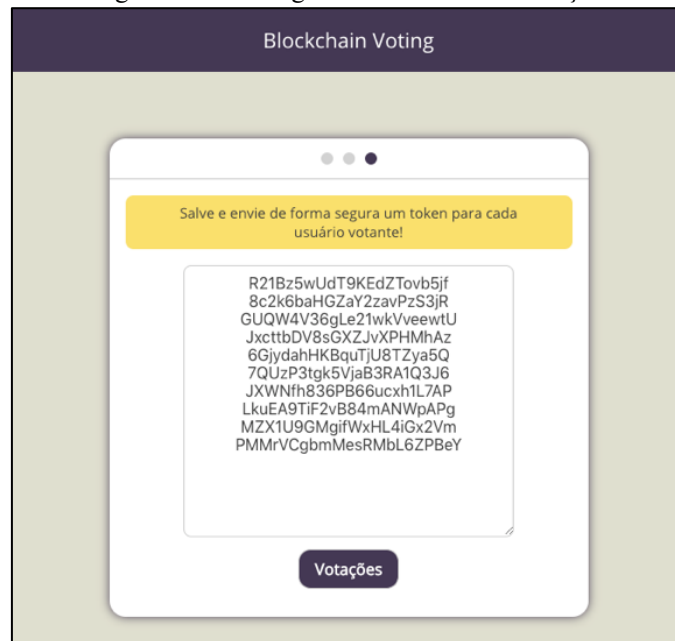 Blockchain Voting
Salve e envie de forma segura um token para cada
usuário votante!
R21Bz5wUdT9KEdZTovb5jf
8c2k6baHGZaY2zavPzS3jR
GUQW4V36gLe21wkVveewtU
JxcttbDV8sGXZJvXPHMhAz
6GjydahHKBquTjU8TZya5Q
7QUzP3tgk5VjaB3RA1Q3J6
JXWNfh836PB66ucxh1L7AP
LkuEA9TiF2vB84mANWpAPg
MZX1U9GMgifWxHL4iGx2Vm
PMMrVCgbmMesRMbL6ZPBeY
Votações